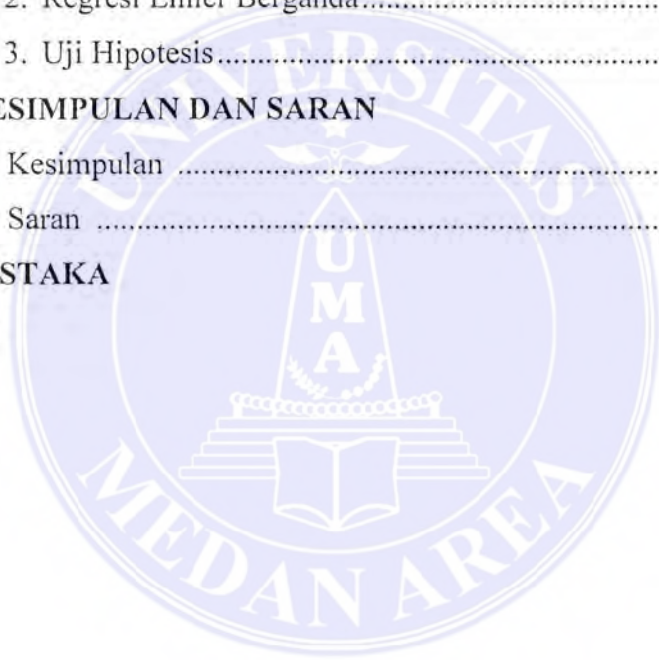 2. Regresi Linier Berganda
3. Uji Hipotesis
ESIMPULAN DAN SARAN
Kesimpulan
Saran
STAKA
UNIVERSITAS
UMA
MEDAN AREA